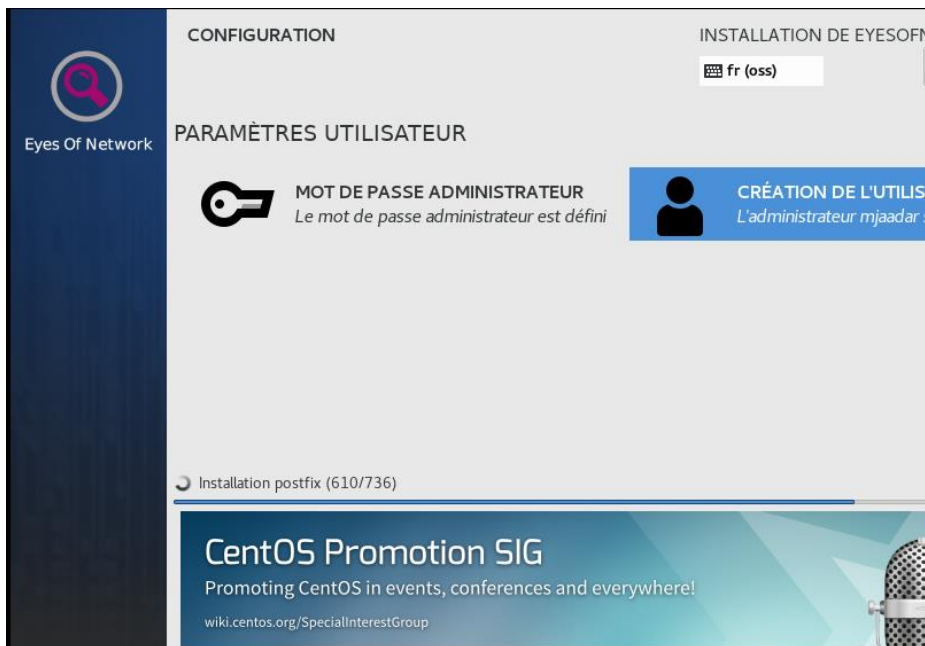 CONFIGURATION
INSTALLATION DE EYESOFN
fr (oss)
Eyes Of Network
PARAMÈTRES UTILISATEUR
MOT DE PASSE ADMINISTRATEUR
Le mot de passe administrateur est défini
CRÉATION DE L'UTILIS
L'administrateur mjaadar s
Installation postfix (610/736)
CentOS Promotion SIG
Promoting CentOS in events, conferences and everywhere!
wiki.centos.org/SpecialInterestGroup